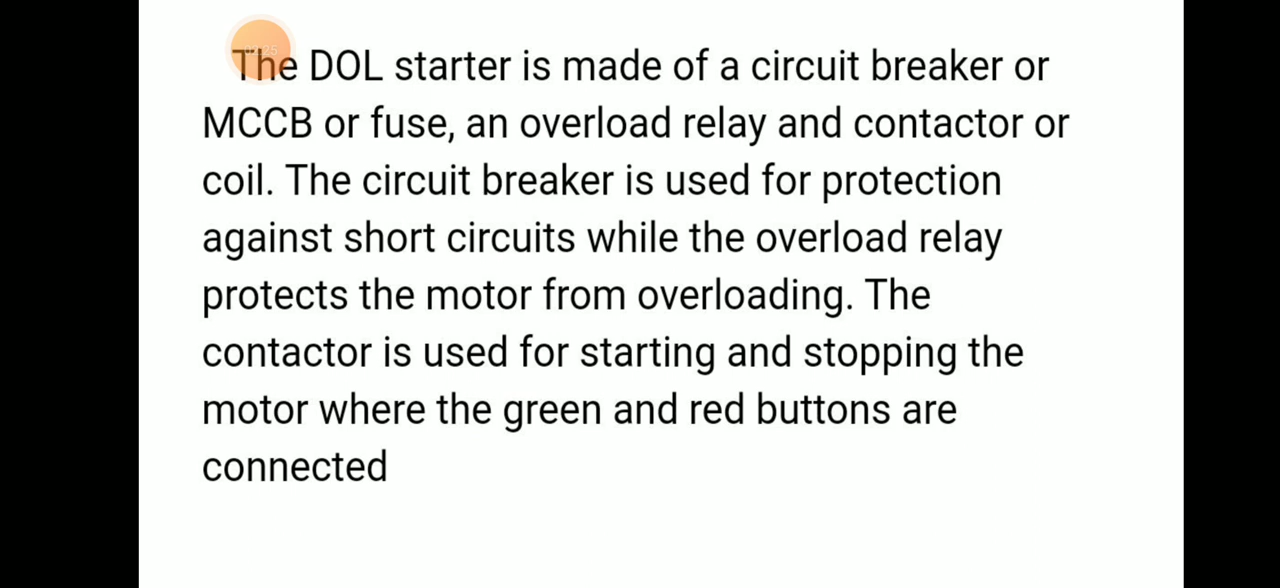 The DOL starter is made of a circuit breaker or
MCCB or fuse, an overload relay and contactor or
coil. The circuit breaker is used for protection
against short circuits while the overload relay
protects the motor from overloading. The
contactor is used for starting and stopping the
motor where the green and red buttons are
connected